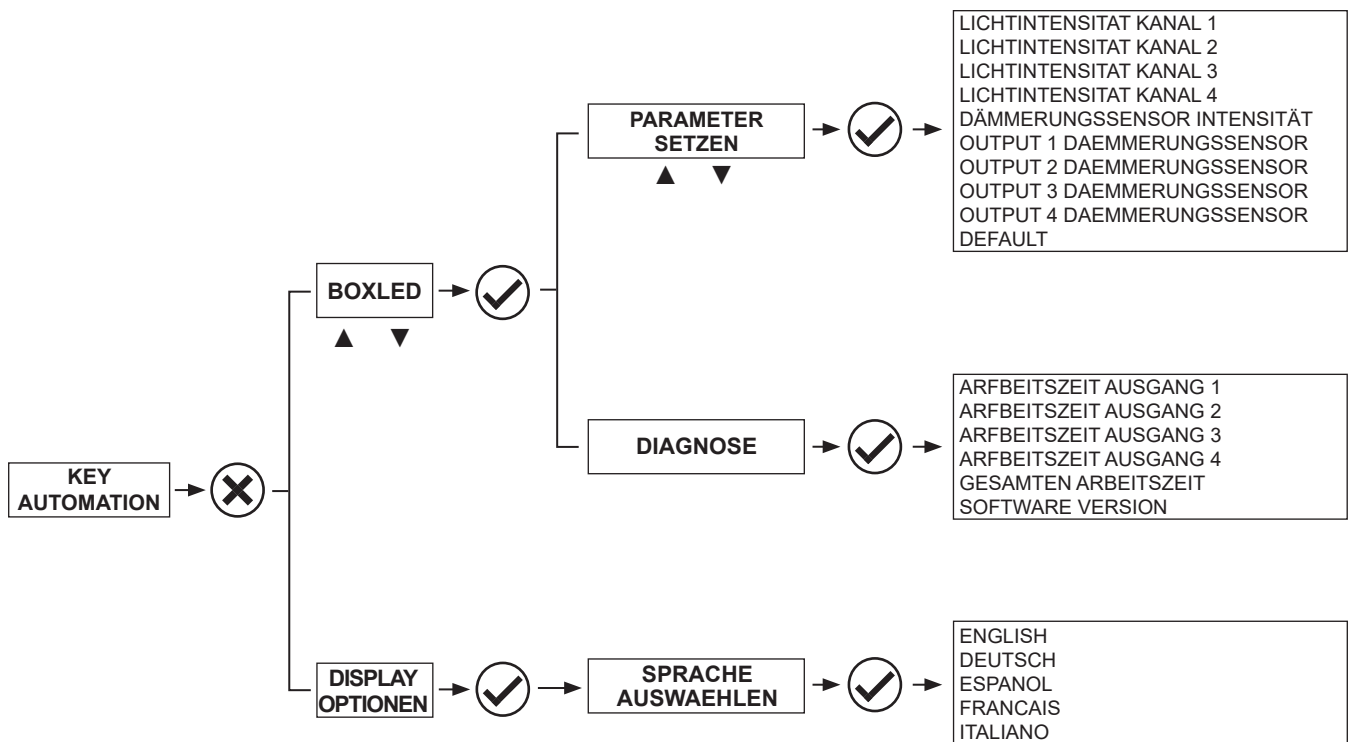 LICHTINTENSITAT KANAL 1
LICHTINTENSITAT KANAL 2
LICHTINTENSITAT KANAL 3
LICHTINTENSITAT KANAL 4
DÄMMERUNGSSENSOR INTENSITÄT
OUTPUT 1 DAEMMERUNGSSENSOR
OUTPUT 2 DAEMMERUNGSSENSOR
OUTPUT 3 DAEMMERUNGSSENSOR
OUTPUT 4 DAEMMERUNGSSENSOR
DEFAULT
PARAMETER
SETZEN
BOXLED
ARFBEITSZEIT AUSGANG 1
ARFBEITSZEIT AUSGANG 2
ARFBEITSZEIT AUSGANG 3
ARFBEITSZEIT AUSGANG 4
GESAMTEN ARBEITSZEIT
SOFTWARE VERSION
DIAGNOSE
KEY
AUTOMATION
DISPLAY
OPTIONEN
SPRACHE
AUSWAEHLEN
ENGLISH
DEUTSCH
ESPANOL
FRANCAIS
ITALIANO